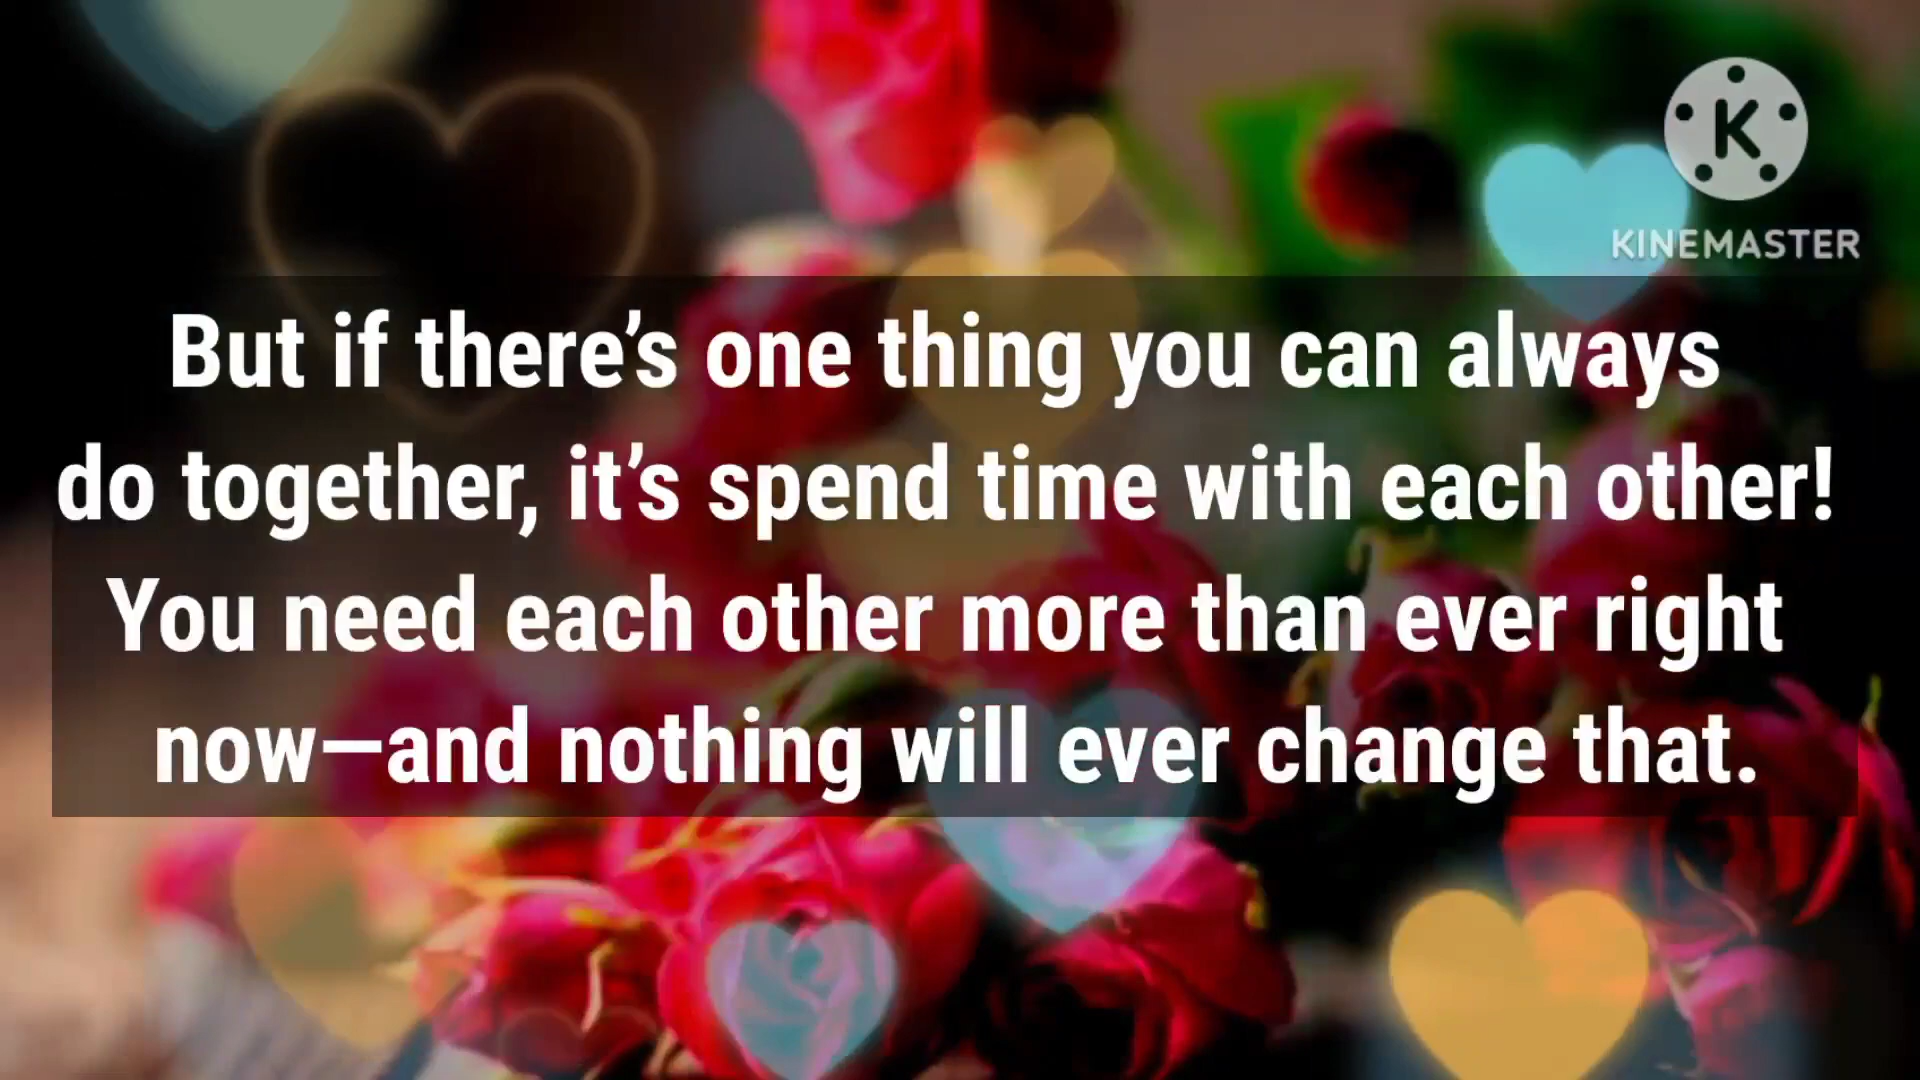 K
KINEMASTER
But if there’s one thing you can always
do together, it’s spend time with each other!
You need each other more than ever right
now—and nothing will ever change that.